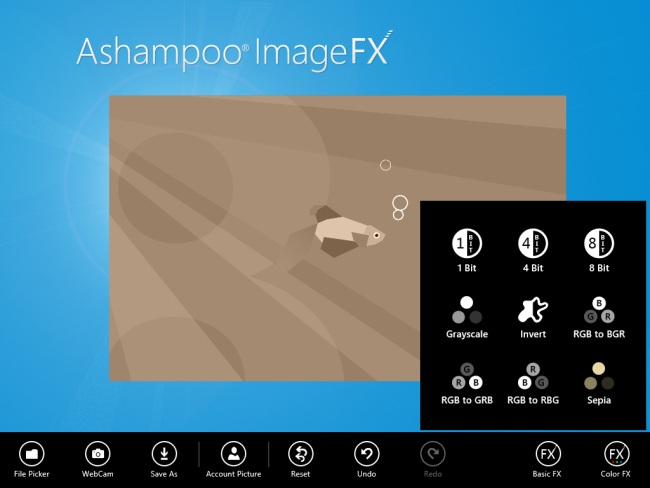 Ashampoo® ImageFX
1 BIT
4 BIT
8 BIT
1 Bit
4 Bit
8 Bit
B
G R
Grayscale
Invert
RGB to BGR
G
R B
R
B G
RGB to GRB
RGB to RBG
Sepia
FX
FX
File Picker
WebCam
Save As
Account Picture
Reset
Undo
Redo
Basic FX
Color FX